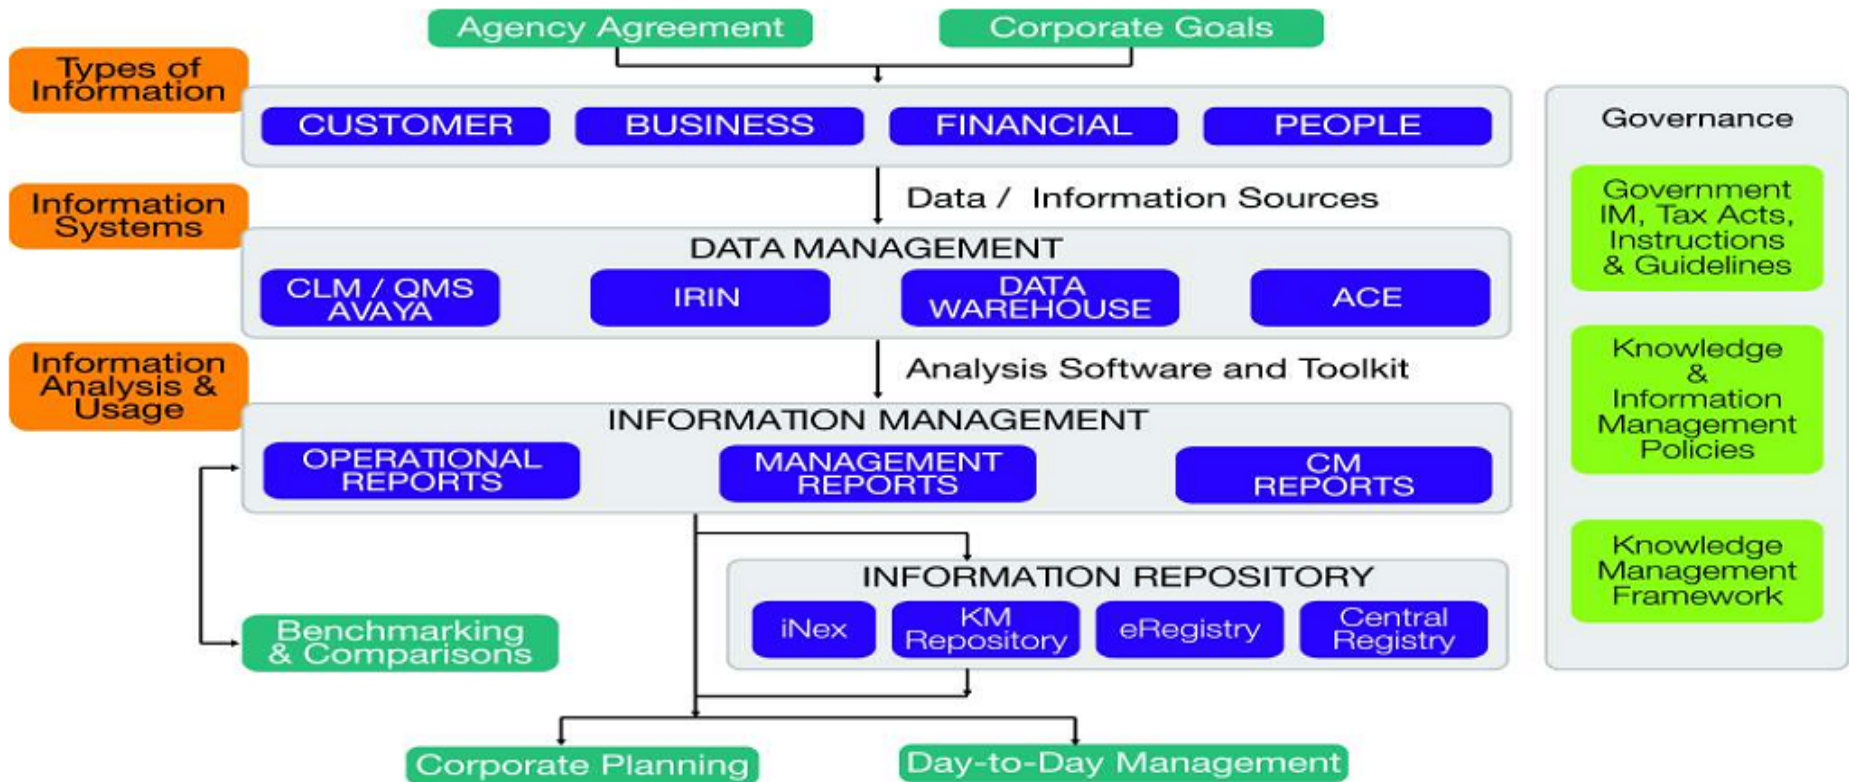 Agency Agreement
Corporate Goals
Types of
Information
CUSTOMER
BUSINESS
FINANCIAL
PEOPLE
Data / Information Sources
Information
Systems
DATA MANAGEMENT
CLM / QMS
AVAYA
IRIN
DATA
WAREHOUSE
ACE
Analysis Software and Toolkit
Information
Analysis &
Usage
INFORMATION MANAGEMENT
OPERATIONAL
REPORTS
MANAGEMENT
REPORTS
CM
REPORTS
INFORMATION REPOSITORY
iNex
KM
Repository
eRegistry
Central
Registry
Benchmarking
& Comparisons
Corporate Planning
Day-to-Day Management
Governance
Government
IM, Tax Acts,
Instructions
& Guidelines
Knowledge
&
Information
Management
Policies
Knowledge
Management
Framework